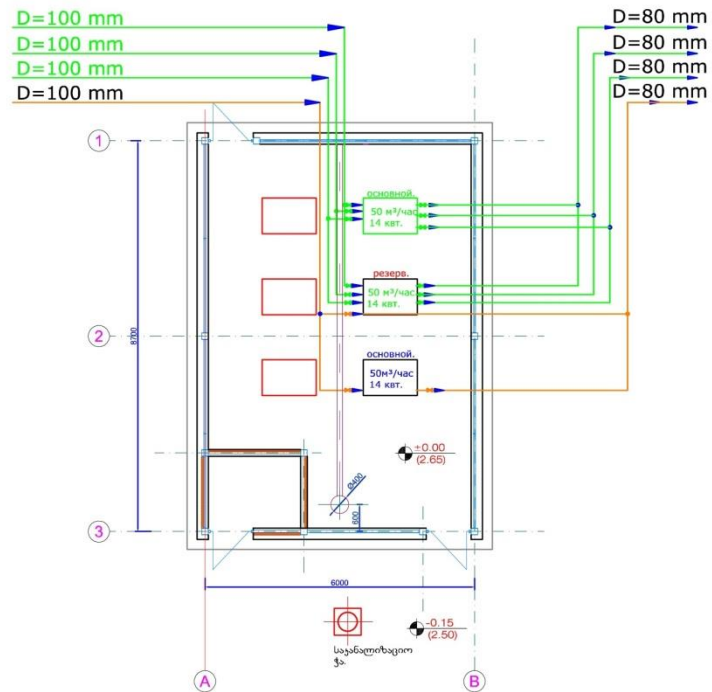 D=100 mm
D=100 mm
D=100 mm
D=100 mm
D=80 mm
D=80 mm
D=80 mm
D=80 mm
1
основной.
50 м³/час
14 квт.
резерв.
50 м³/час
14 квт.
2
8700
основной.
50м³/час
14 квт.
±0.00
(2.65)
Ø400
600
3
6000
-0.15
(2.50)
საკანალიზაციო
ჭა
A
B